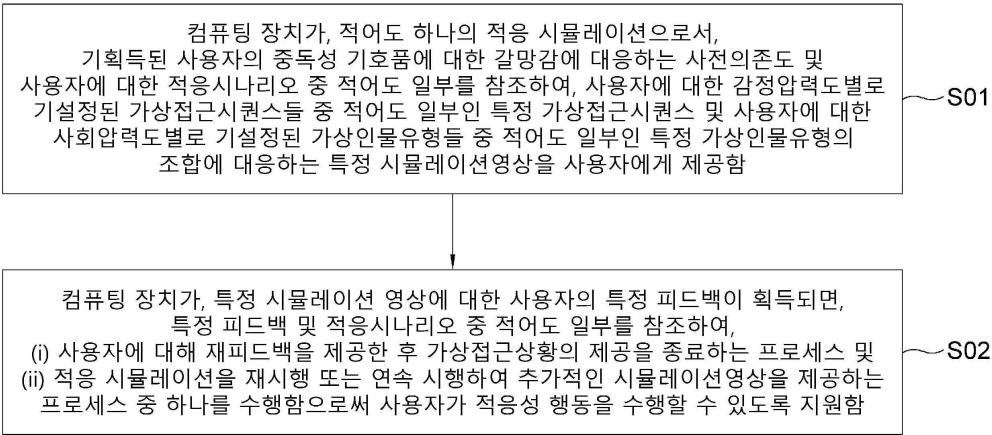 컴퓨팅 장치가, 적어도 하나의 적응 시뮬레이션으로서,
기획득된 사용자의 중독성 기호품에 대한 갈망감에 대응하는 사전의존도 및
사용자에 대한 적응시나리오 중 적어도 일부를 참조하여, 사용자에 대한 감정압력도별로
기설정된 가상접근시퀀스들 중 적어도 일부인 특정 가상접근시퀀스 및 사용자에 대한
사회압력도별로 기설정된 가상인물유형들 중 적어도 일부인 특정 가상인물유형의
조합에 대응하는 특정 시뮬레이션영상을 사용자에게 제공함
S01
컴퓨팅 장치가, 특정 시뮬레이션 영상에 대한 사용자의 특정 피드백이 획득되면,
특정 피드백 및 적응시나리오 중 적어도 일부를 참조하여,
(i) 사용자에 대해 재피드백을 제공한 후 가상접근상황의 제공을 종료하는 프로세스 및
(ii) 적응 시뮬레이션을 재시행 또는 연속 시행하여 추가적인 시뮬레이션영상을 제공하는
프로세스 중 하나를 수행함으로써 사용자가 적응성 행동을 수행할 수 있도록 지원함
S02